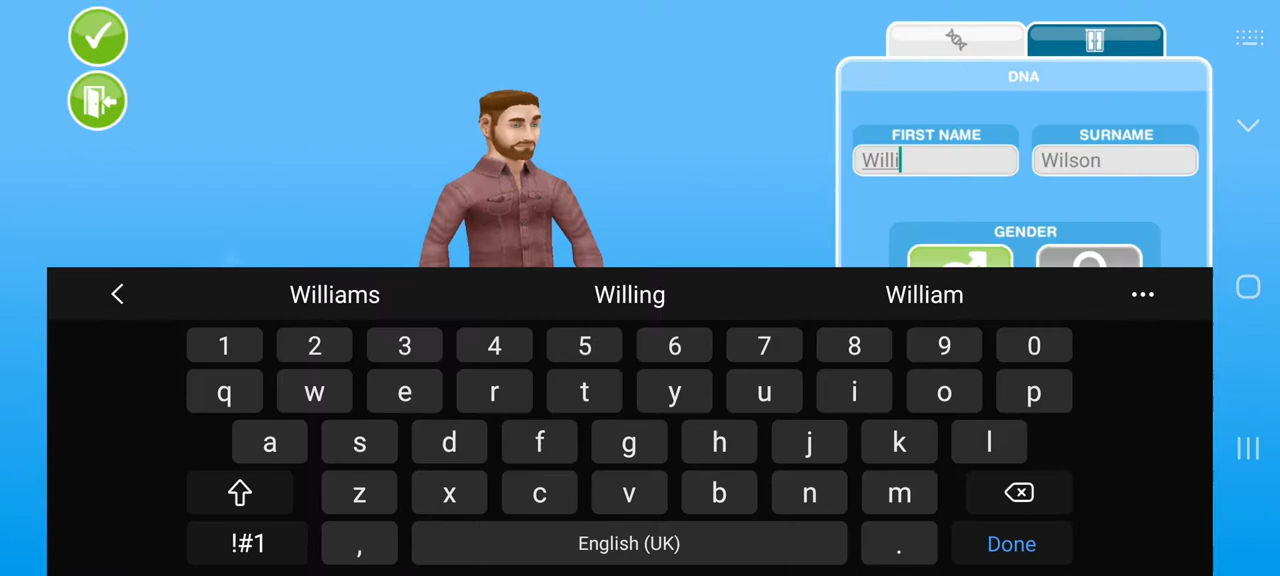 DNA
FIRST NAME SURNAME
Willi Wilson
GENDER
Williams Willing William
1 2 3 4 5 6 7 8 9 0
q w e r t y u i o p
a s d f g h j k l
z x c v b n m
!#1 , English (UK) . Done